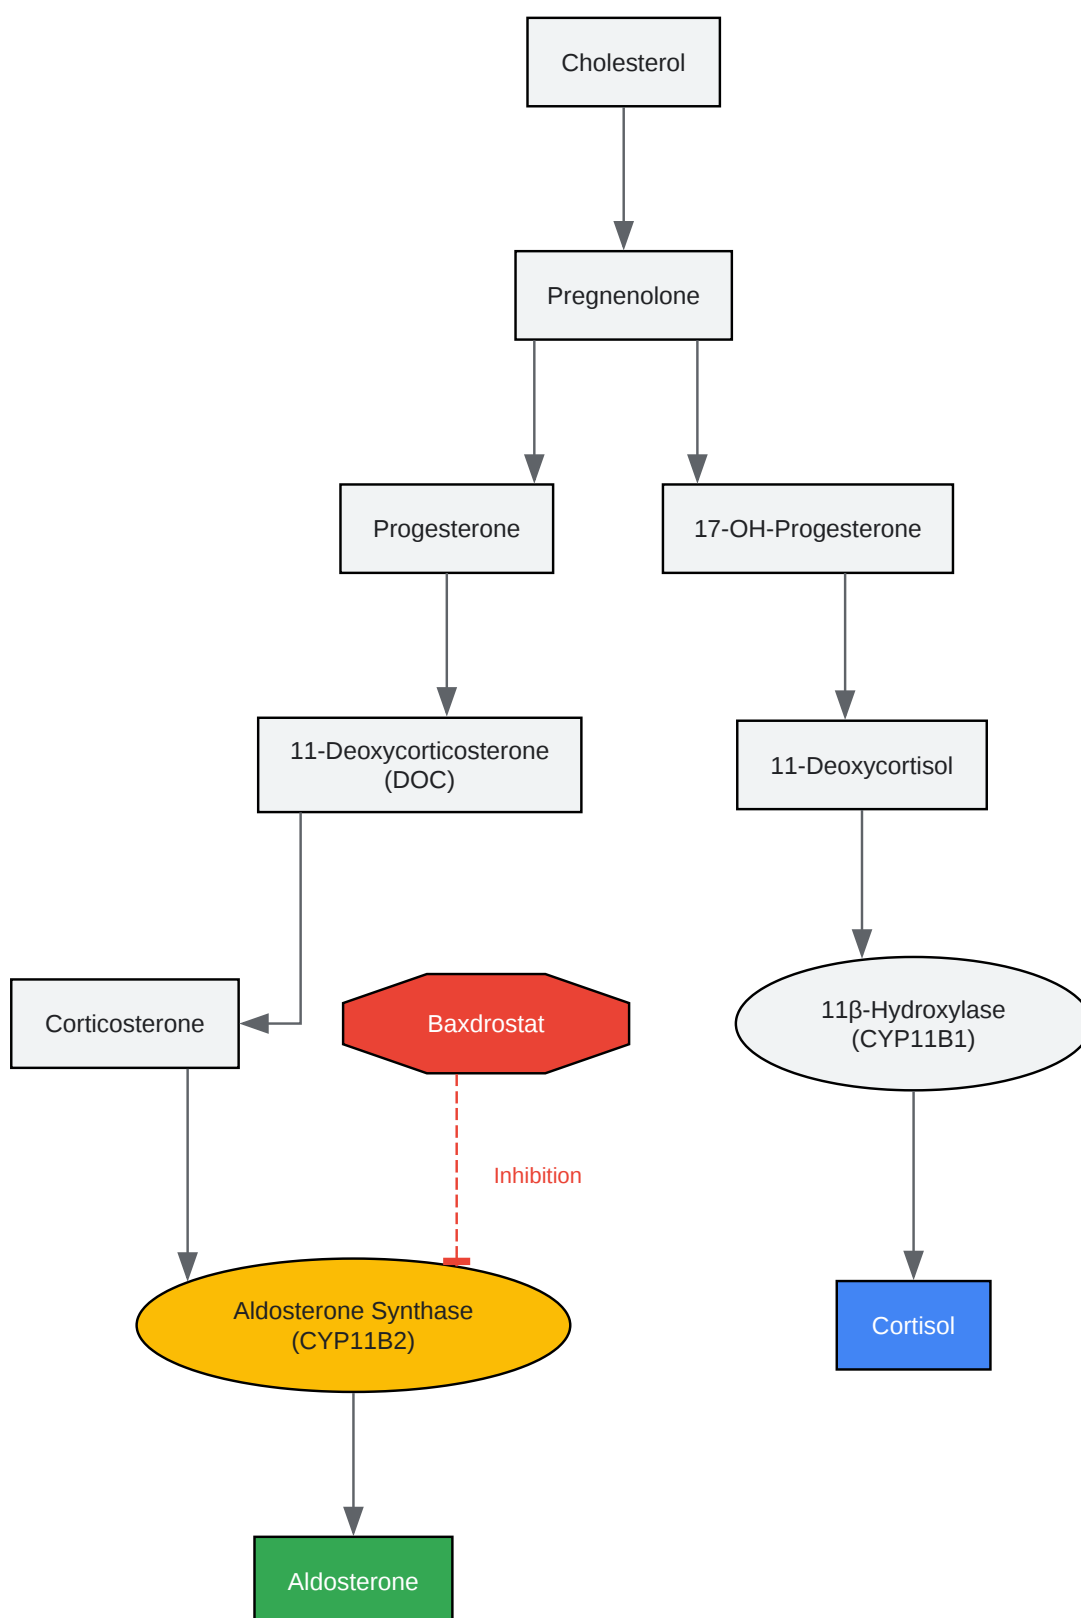 Cholesterol
Pregnenolone
Progesterone
17-OH-Progesterone
11-Deoxycorticosterone
(DOC)
11-Deoxycortisol
Corticosterone
Baxdrostat
11β-Hydroxylase
(CYP11B1)
Inhibition
Aldosterone Synthase
(CYP11B2)
Cortisol
Aldosterone